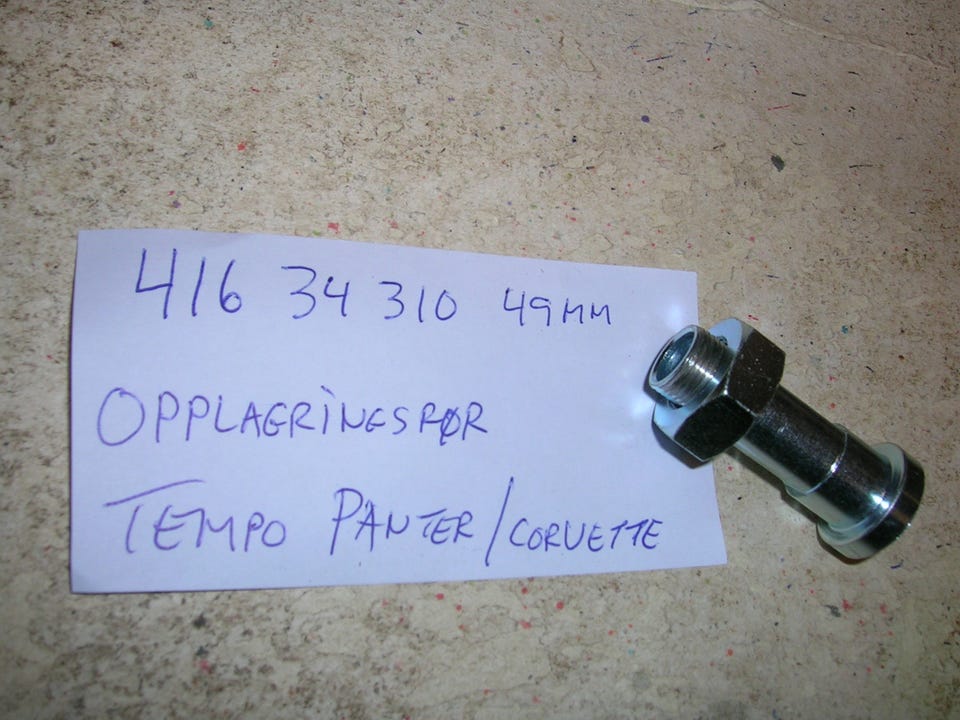 416 34 310 49MM
OPPLAGRINGSRØR
TEMPO PANTER/CORVETTE